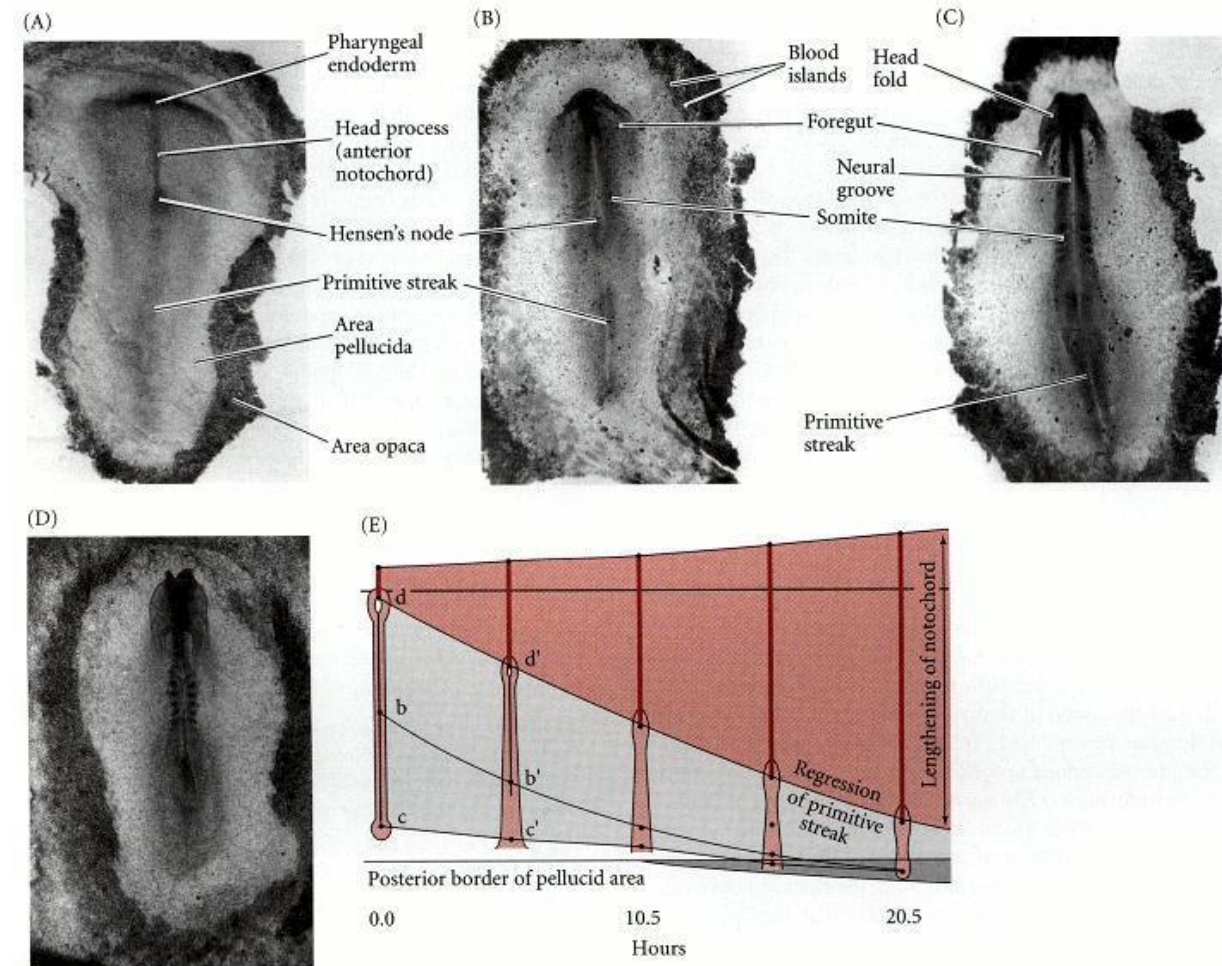 (A)
Pharyngeal
endoderm
Head process
(anterior
notochord)
Hensen's node
Primitive streak
Area
pellucida
Area opaca
(B)
Blood
islands
Foregut
Somite
(C)
Head
fold
Neural
groove
Primitive
streak
(D)
(E)
d
d'
b
b'
c
c'
Regression
of primitive
streak
Lengthening of notochord
Posterior border of pellucid area
0.0
10.5
20.5
Hours